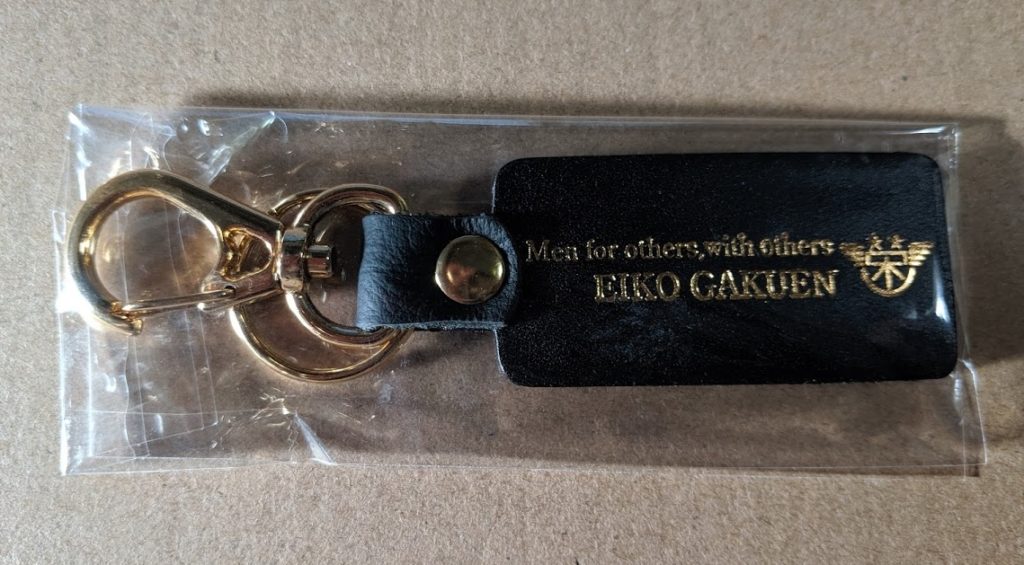 Men for others, with others
EIKO GAKUEN